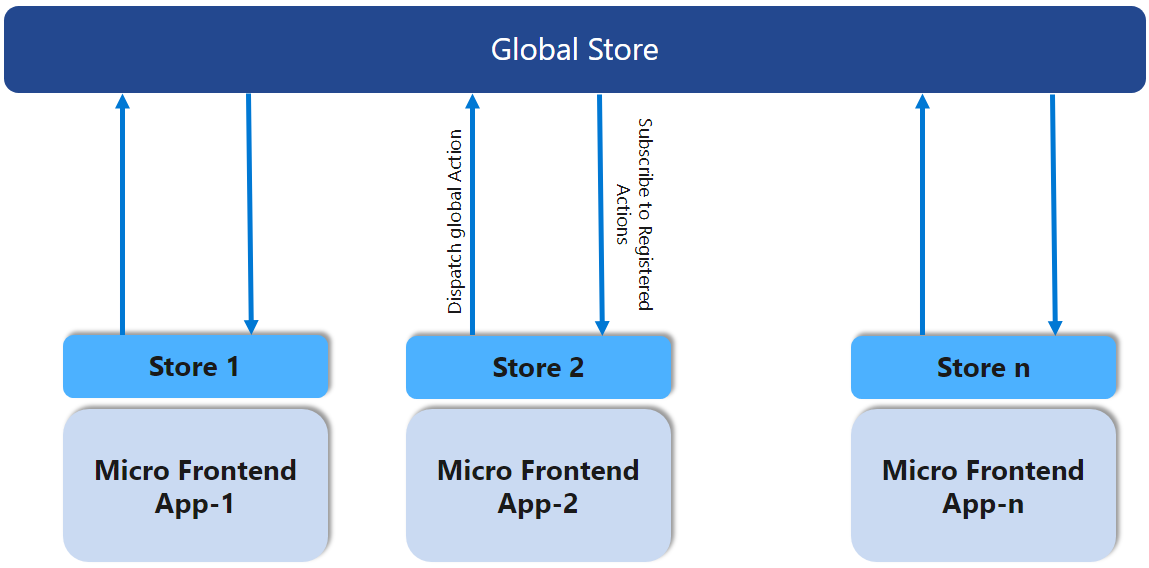 Global Store
Dispatch global Action
Subscribe to Registered
Actions
Store 1
Store 2
Store n
Micro Frontend
App-1
Micro Frontend
App-2
Micro Frontend
App-n